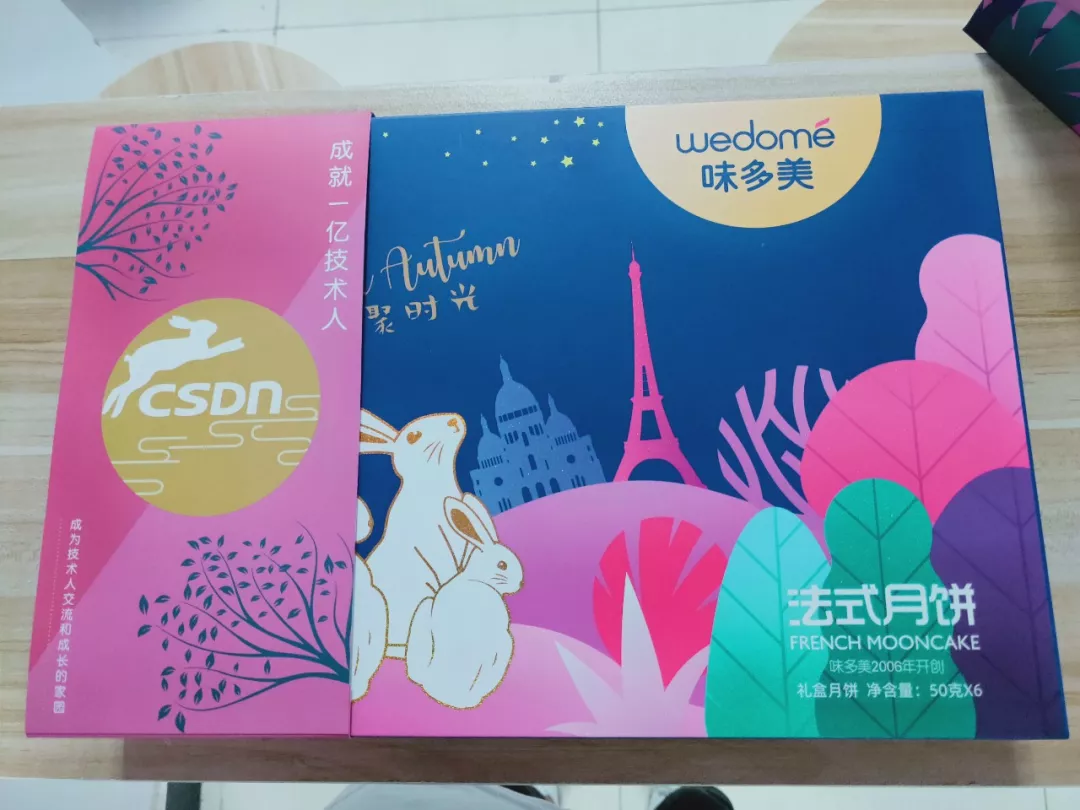 成就一亿技术人
CSDN
成为技术人交流和成长的家园
wedomé
味多美
Autumn
聚时光
法式月饼
FRENCH MOONCAKE
味多美2006年开创
礼盒月饼 净含量：50克X6